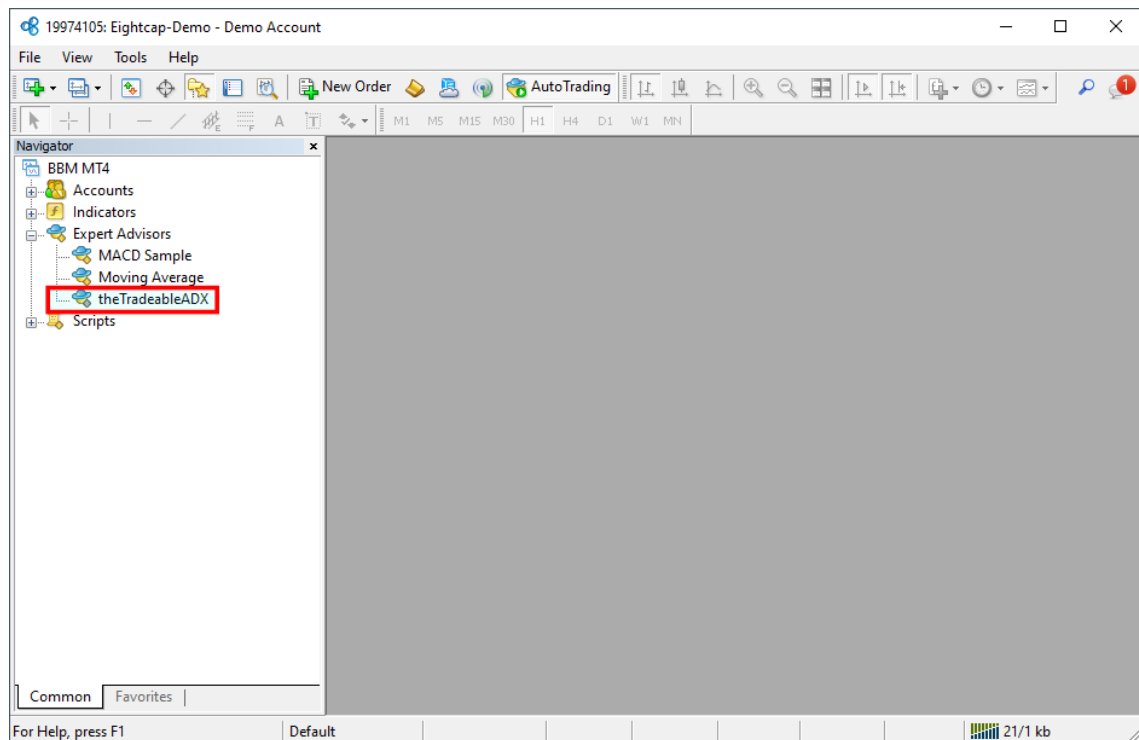 19974105: Eightcap-Demo - Demo Account
File View Tools Help
New Order AutoTrading 1
A T M1 M5 M15 M30 H1 H4 D1 W1 MN
Navigator
BBM MT4
Accounts
Indicators
Expert Advisors
MACD Sample
Moving Average
theTradeableADX
Scripts
Common Favorites
For Help, press F1 Default 21/1 kb